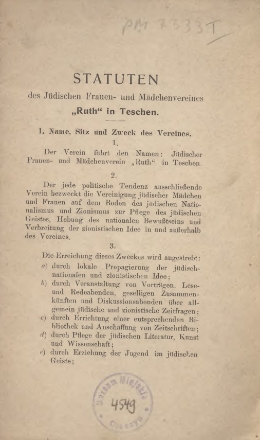 PM 3333 I
STATUTEN
des Jüdischen Frauen- und Mädchenvereines
„Ruth“ in Teschen.
1. Name, Sitz und Zweck des Vereines.
1.
Der Verein führt den Namen: Jüdischer
Frauen- und Mädchenverein „Ruth“ in Teschen.
2.
Der jede politische Tendenz ausschließende
Verein bezweckt die Vereinigung jüdischer Mädchen
und Frauen auf dem Boden des jüdischen Natio-
nalismus und Zionismus zur Pflege des jüdischen
Geistes, Hebung des nationalen Bewußtseins und
Verbreitung der zionistischen Idee in und außerhalb
des Vereines.
3.
Die Erreichung dieses Zweckes wird angestrebt:
a) durch lokale Propagierung der jüdisch-
nationalen und zionistischen Idee;
b) durch Veranstaltung von Vorträgen, Lese-
und Redeabenden, geselligen Zusammen-
künften und Diskussionsabenden über all-
gemein jüdische und zionistische Zeitfragen;
c) durch Errichtung einer entsprechenden Bi-
bliothek und Anschaffung von Zeitschriften;
d) durch Pflege der jüdischen Literatur, Kunst
und Wissenschaft;
e) durch Erziehung der Jugend im jüdischen
Geiste;
4549